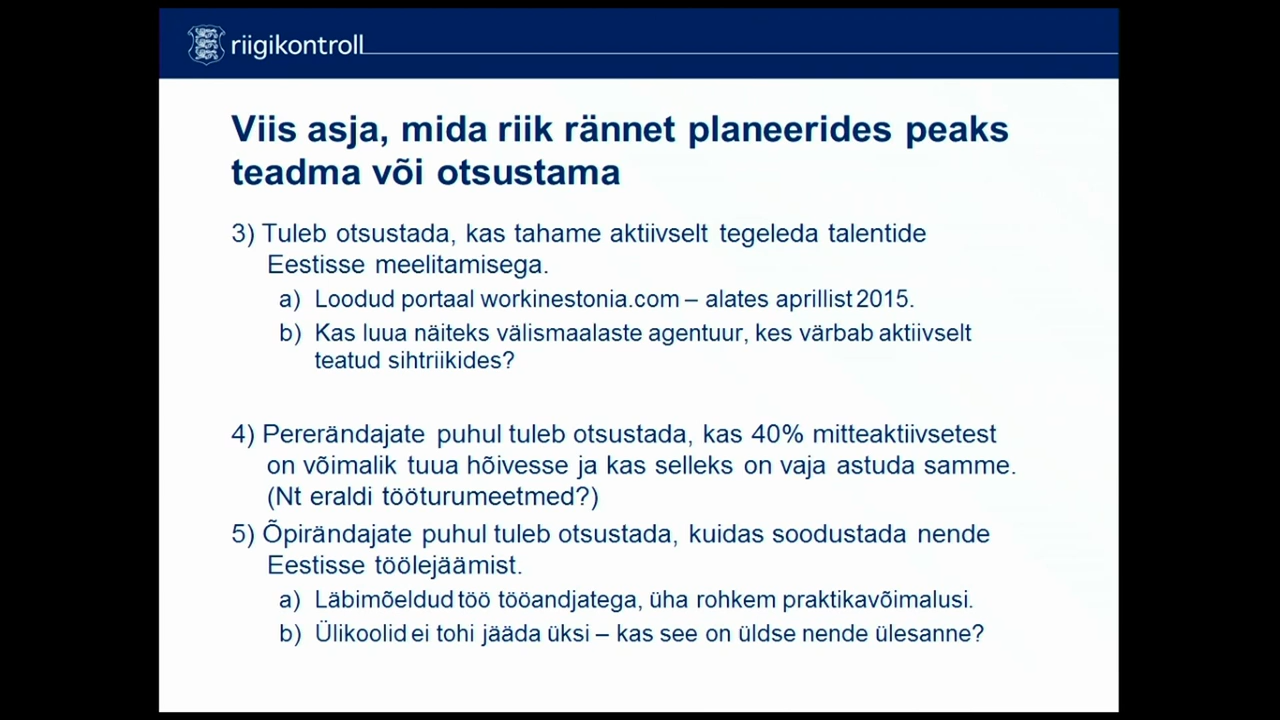 riigikontroll
Viis asja, mida riik rännet planeerides peaks
teadma või otsustama
3) Tuleb otsustada, kas tahame aktiivselt tegeleda talentide
Eestisse meelitamisega.
a) Loodud portaal workinestonia.com – alates aprillist 2015.
b) Kas luua näiteks välismaalaste agentuur, kes värbab aktiivselt
teatud sihtriikides?
4) Pererändajate puhul tuleb otsustada, kas 40% mitteaktiivsetest
on võimalik tuua hõivesse ja kas selleks on vaja astuda samme.
(Nt eraldi tööturumeetmed?)
5) Õpirändajate puhul tuleb otsustada, kuidas soodustada nende
Eestisse töölejäämist.
a) Läbimõeldud töö tööandjatega, üha rohkem praktikavõimalusi.
b) Ülikoolid ei tohi jääda üksi – kas see on üldse nende ülesanne?